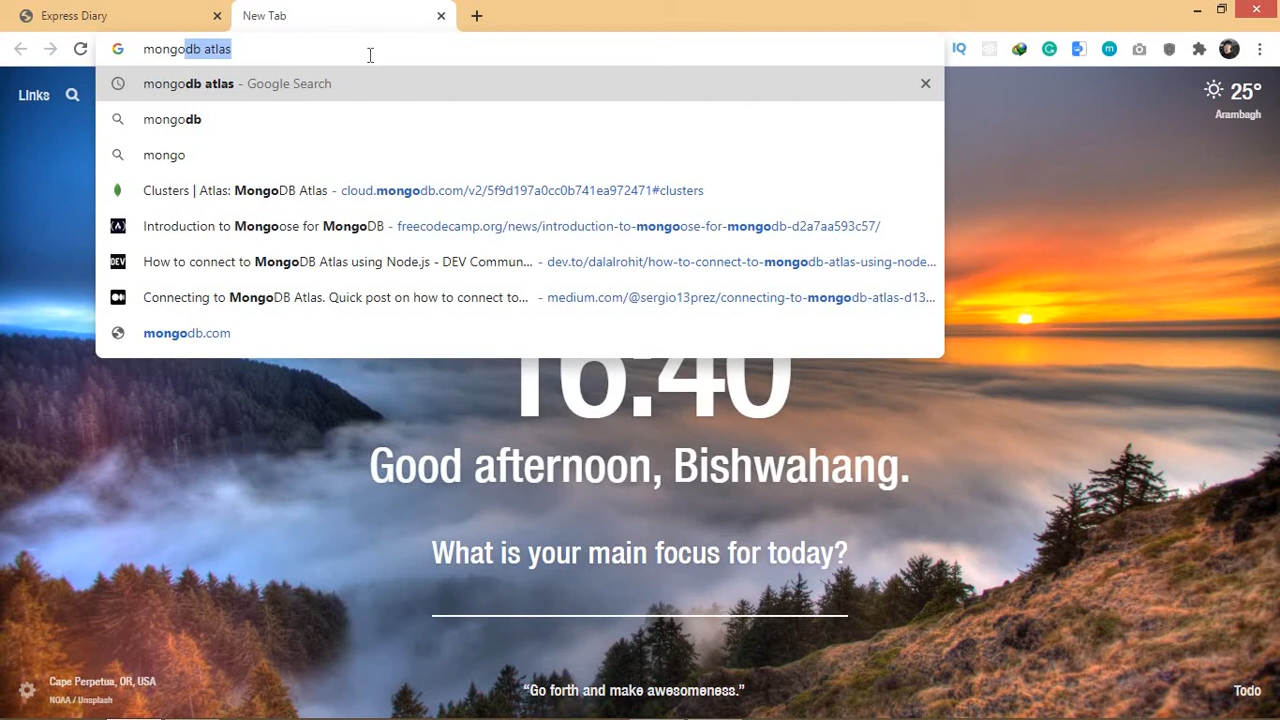 Express Diary
New Tab
mongodb atlas
mongodb atlas - Google Search
mongodb
mongo
Clusters | Atlas: MongoDB Atlas - cloud.mongodb.com/v2/5f9d197a0cc0b741ea972471#clusters
Introduction to Mongoose for MongoDB - freecodecamp.org/news/introduction-to-mongoose-for-mongodb-d2a7aa593c57/
How to connect to MongoDB Atlas using Node.js - DEV Commun... - dev.to/dalalrohit/how-to-connect-to-mongodb-atlas-using-node...
Connecting to MongoDB Atlas. Quick post on how to connect to... - medium.com/@sergio13prez/connecting-to-mongodb-atlas-d13...
mongodb.com
IQ
Links
25°
Arambagh
16:40
Good afternoon, Bishwahang.
What is your main focus for today?
Cape Perpetua, OR, USA
NOAA / Unsplash
“Go forth and make awesomeness.”
Todo